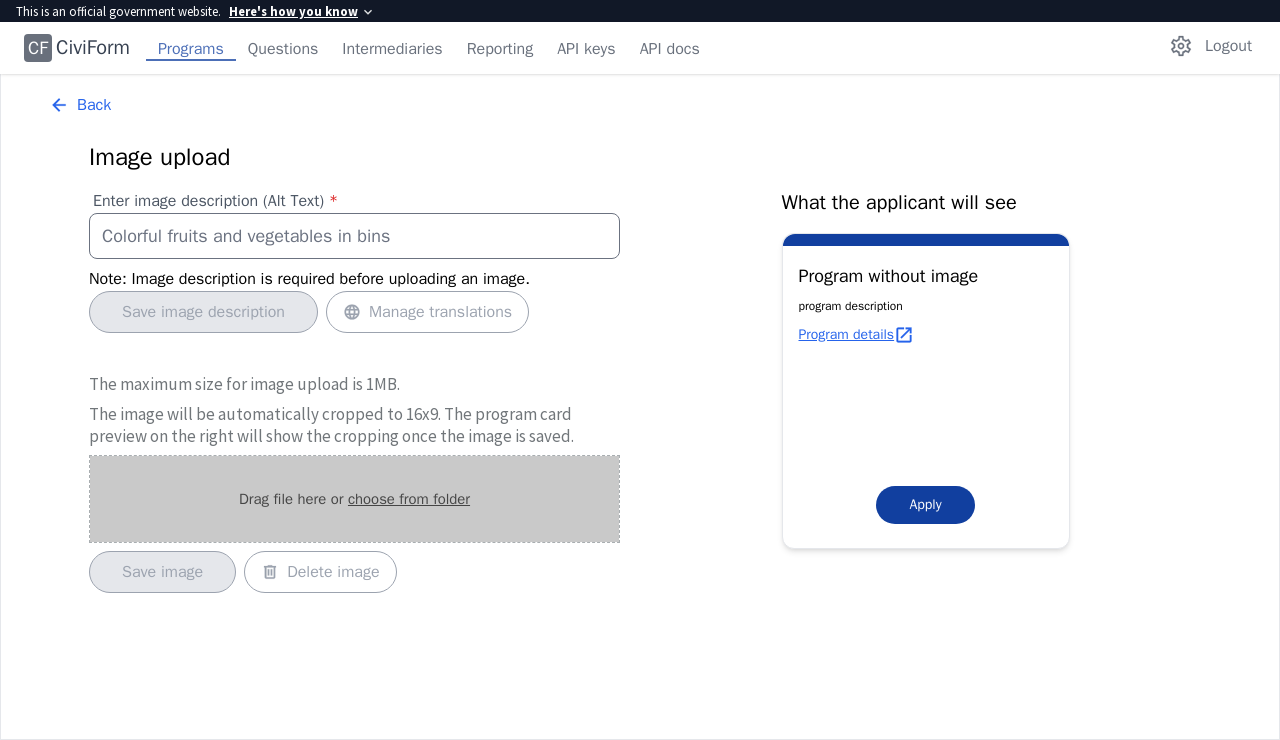 This is an official government website. Here's how you know
CF CiviForm Programs Questions Intermediaries Reporting API keys API docs Logout
Back
Image upload
Enter image description (Alt Text) *
Colorful fruits and vegetables in bins
Note: Image description is required before uploading an image.
Save image description Manage translations
The maximum size for image upload is 1MB.
The image will be automatically cropped to 16x9. The program card
preview on the right will show the cropping once the image is saved.
Drag file here or choose from folder
Save image Delete image
What the applicant will see
Program without image
program description
Program details
Apply